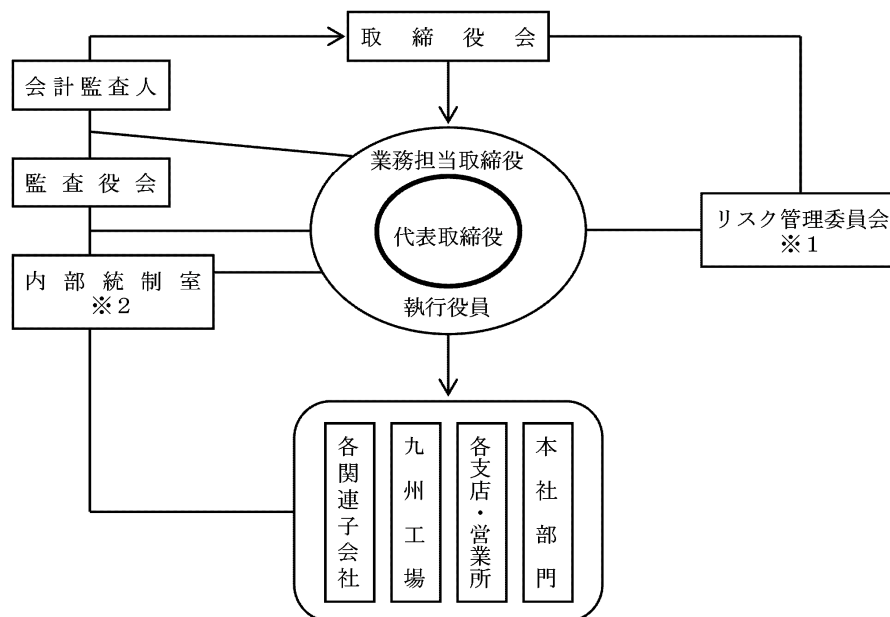 取締役会
会計監査人
業務担当取締役
監査役会
代表取締役
リスク管理委員会
※1
内部統制室
※2
執行役員
各関連子会社
九州工場
各支店・営業所
本社部門